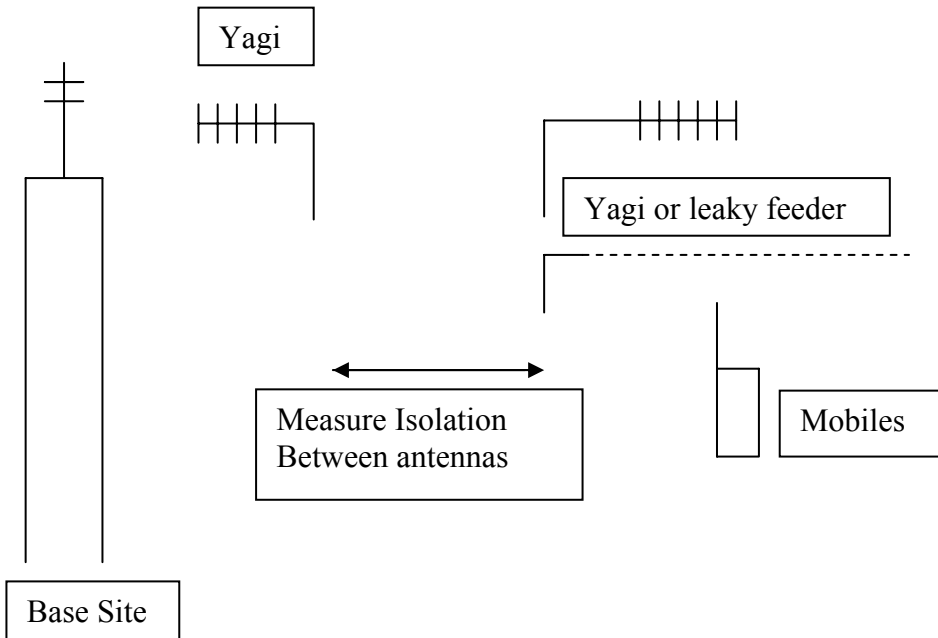 Yagi
Yagi or leaky feeder
Measure Isolation
Between antennas
Mobiles
Base Site